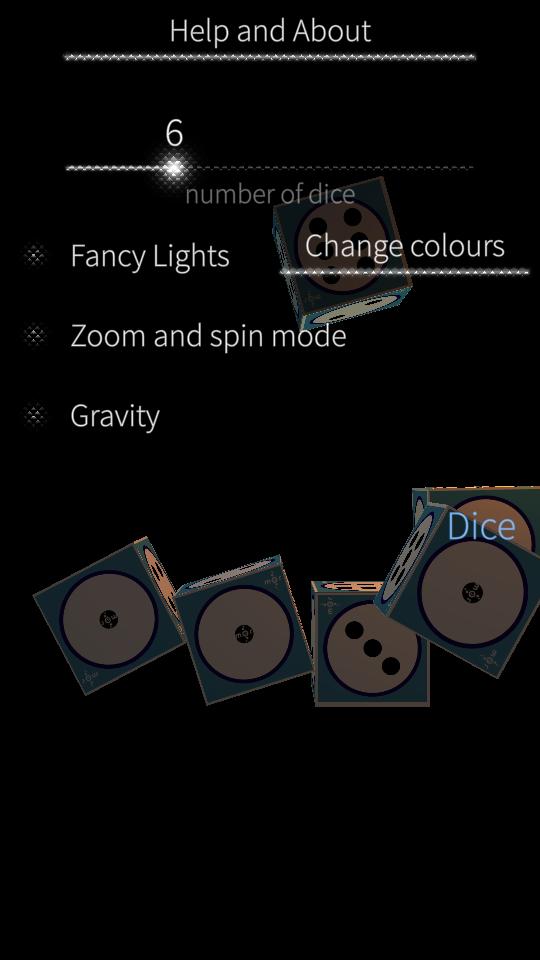 Help and About
6
number of dice
Change colours
Fancy Lights
Zoom and spin mode
Gravity
Dice